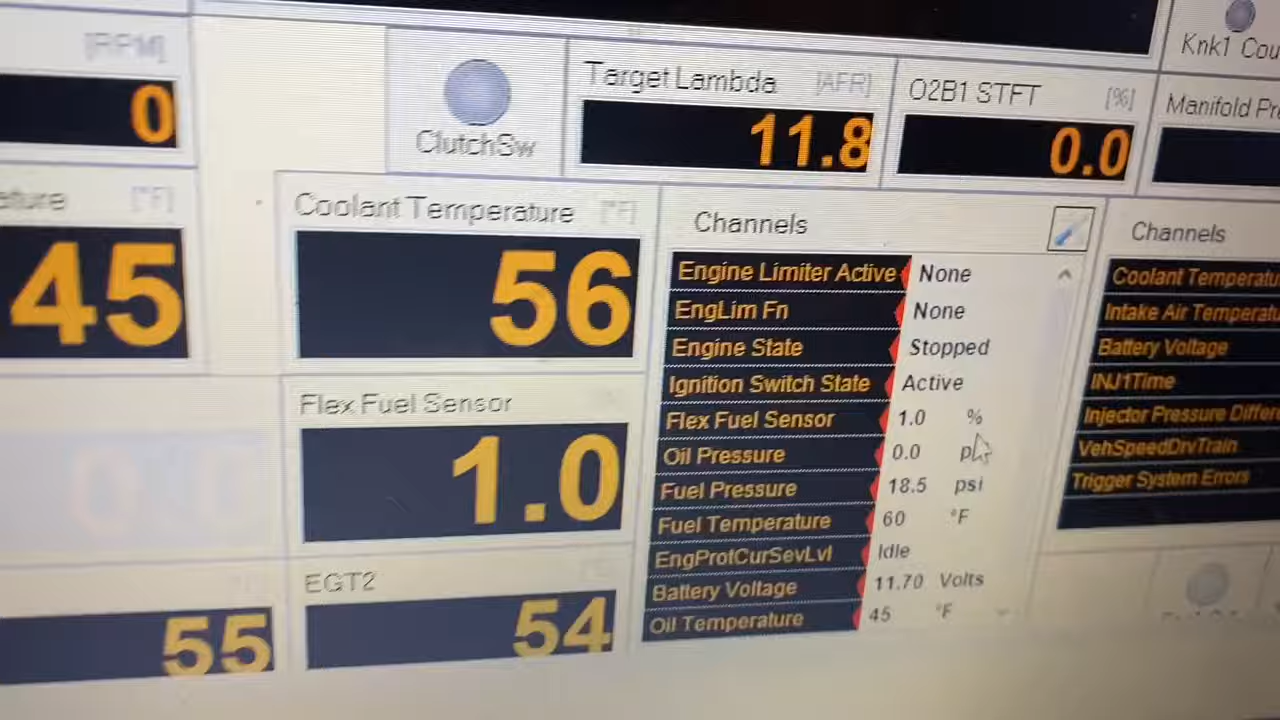 [RPM]
0
ClutchSw
Target Lambda [AFR]
11.8
O2B1 STFT [%]
0.0
Knk1 Cou
Manifold Pr
ature [°F]
45
Coolant Temperature [°F]
56
Flex Fuel Sensor
1.0
55
EGT2
54
Channels
Engine Limiter Active None
EngLim Fn None
Engine State Stopped
Ignition Switch State Active
Flex Fuel Sensor 1.0 %
Oil Pressure 0.0
Fuel Pressure 18.5 psi
Fuel Temperature 60 °F
EngProtCurSevLvl Idle
Battery Voltage 11.70 Volts
Oil Temperature 45 °F
Channels
Coolant Temperatu
Intake Air Temperatu
Battery Voltage
INJ1Time
Injector Pressure Differe
VehSpeedDrvTrain
Trigger System Errors